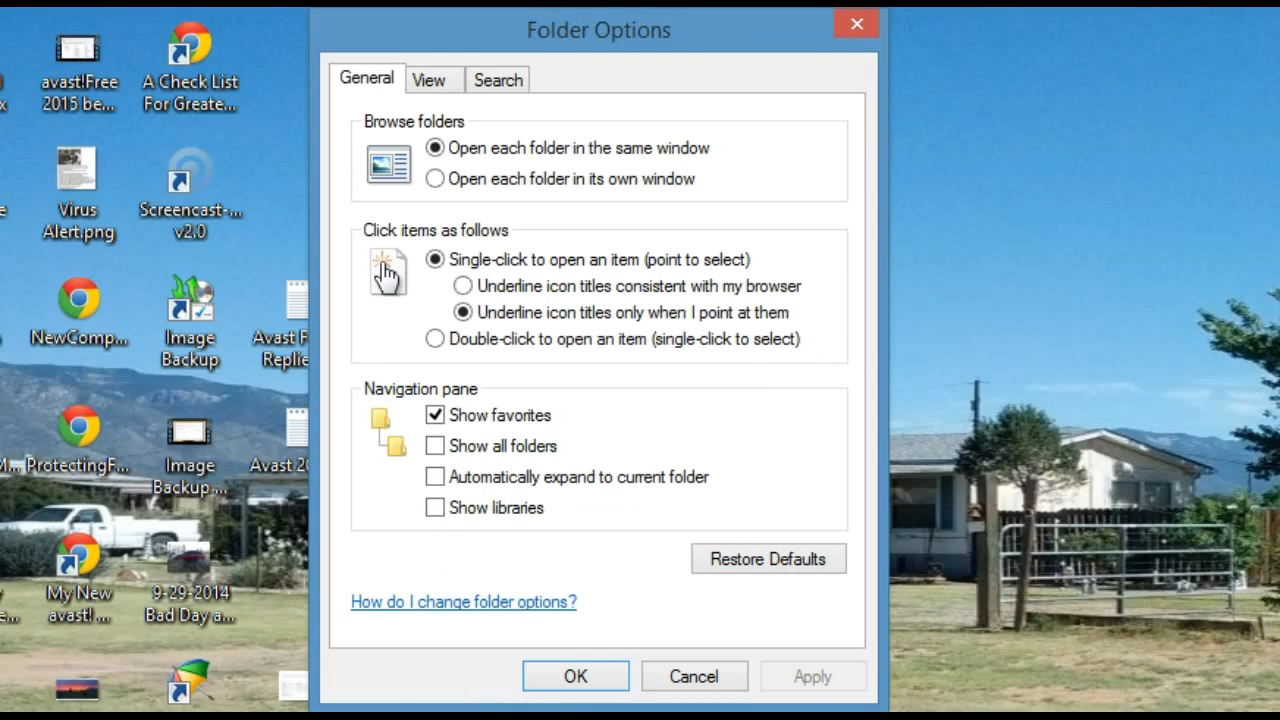 Folder Options
General
View
Search
Browse folders
Open each folder in the same window
Open each folder in its own window
Click items as follows
Single-click to open an item (point to select)
Underline icon titles consistent with my browser
Underline icon titles only when I point at them
Double-click to open an item (single-click to select)
Navigation pane
Show favorites
Show all folders
Automatically expand to current folder
Show libraries
Restore Defaults
How do I change folder options?
OK
Cancel
Apply
avast!Free
2015 be...
A Check List
For Greate...
Virus
Alert.png
Screencast-...
v2.0
NewComp...
Image
Backup
Avast F
Replie
ProtectingF...
Image
Backup....
Avast 20
My New
avast! ....
9-29-2014
Bad Day a...